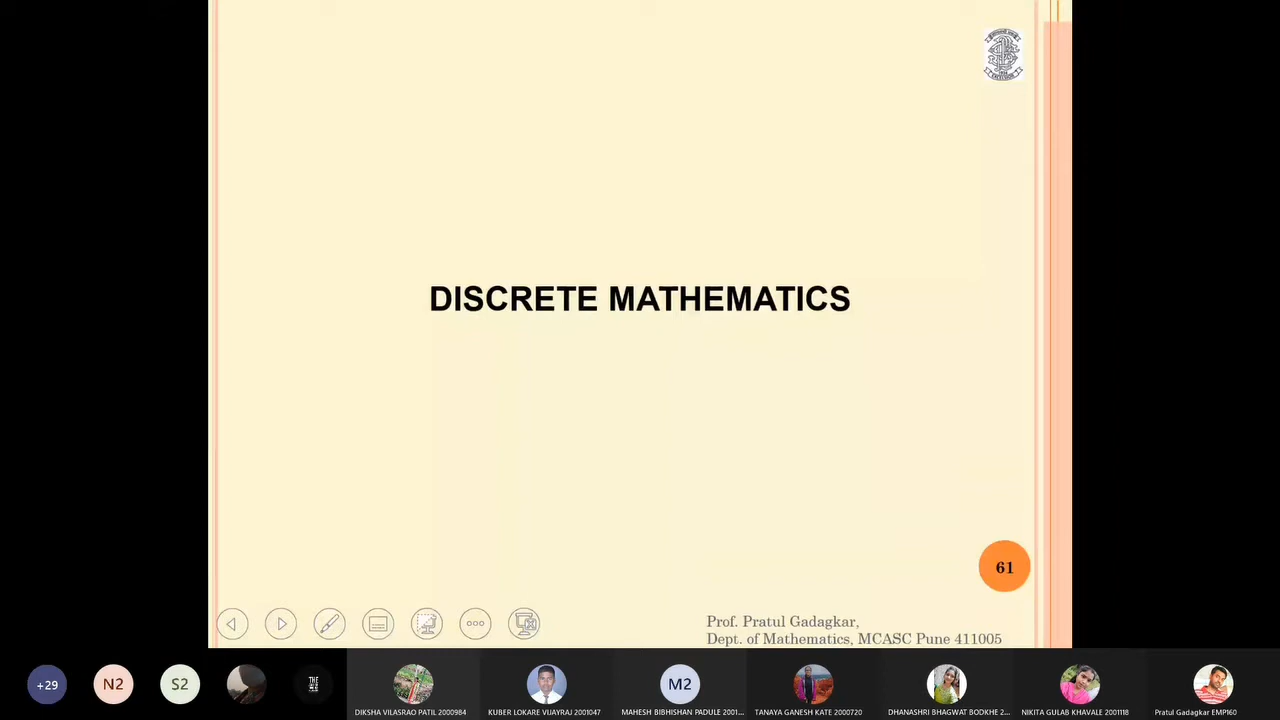 DISCRETE MATHEMATICS
61
Prof. Pratul Gadagkar,
Dept. of Mathematics, MCASC Pune 411005
+29
N2
S2
THE
DIKSHA VILASRAO PATIL 2000984
KUBER LOKARE VIJAYRAJ 2001047
M2
MAHESH BIBHISHAN PADULE 2001...
TANAYA GANESH KATE 2000720
DHANASHRI BHAGWAT BODKHE 2...
NIKITA GULAB KHAVALE 2001118
Pratul Gadagkar EMP160